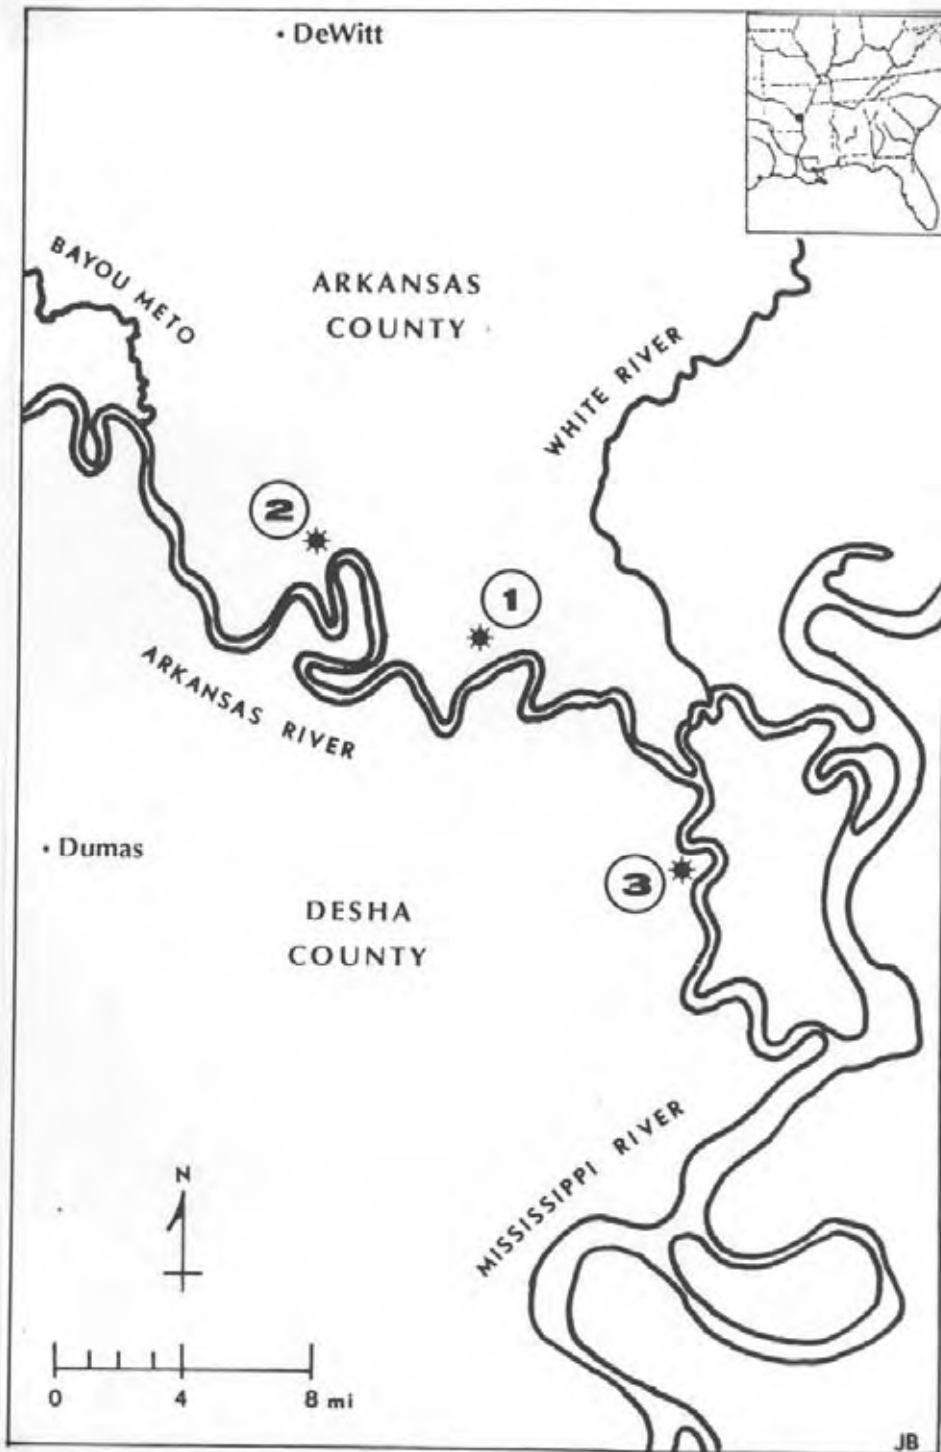 DeWitt
BAYOU METO
ARKANSAS
COUNTY
WHITE RIVER
2
1
ARKANSAS RIVER
Dumas
3
DESHA
COUNTY
MISSISSIPPI RIVER
N
0 4 8 mi
JB